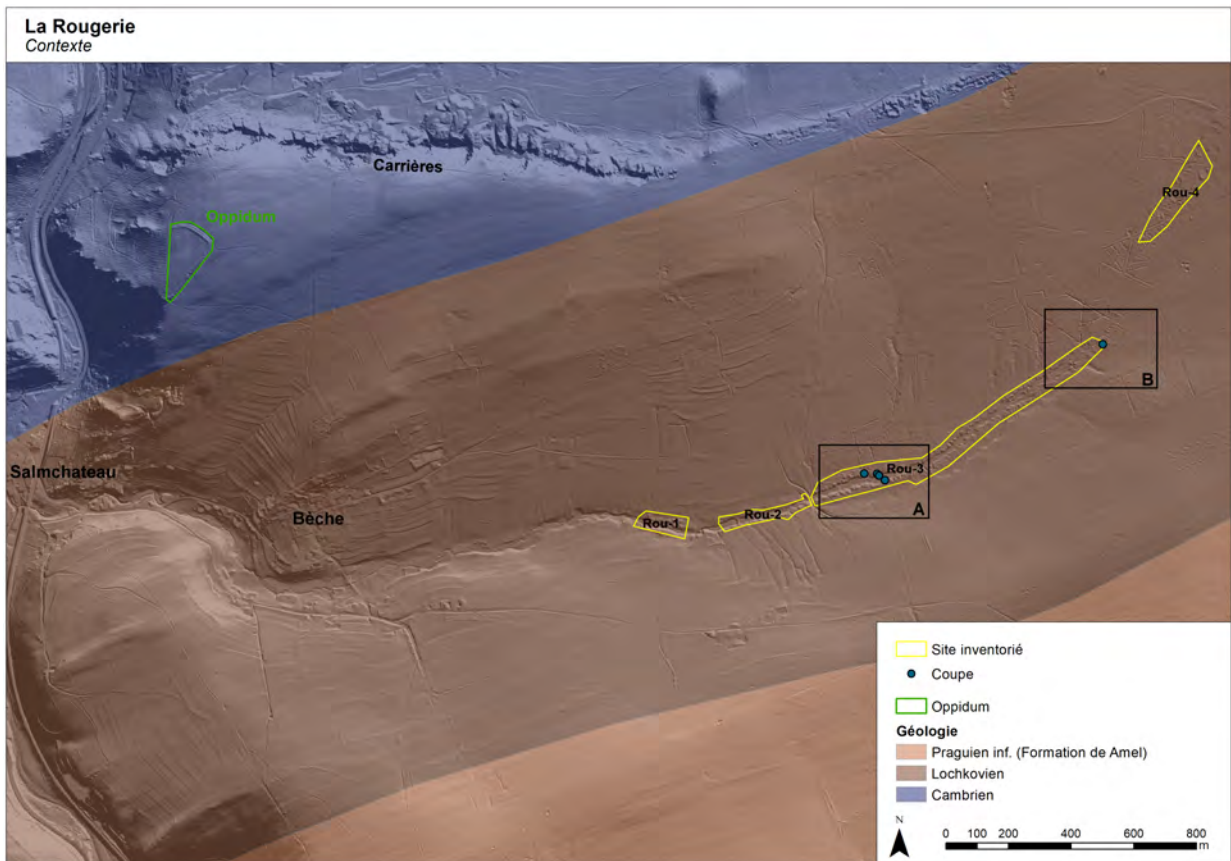 La Rougerie
Contexte
Carrières
Rou-4
Oppidum
B
Salmchateau
Rou-3
Bèche
Rou-1
Rou-2
A
Site inventorié
Coupe
Oppidum
Géologie
Praguien inf. (Formation de Amel)
Lochkovien
Cambrien
N
0 100 200 400 600 800
m